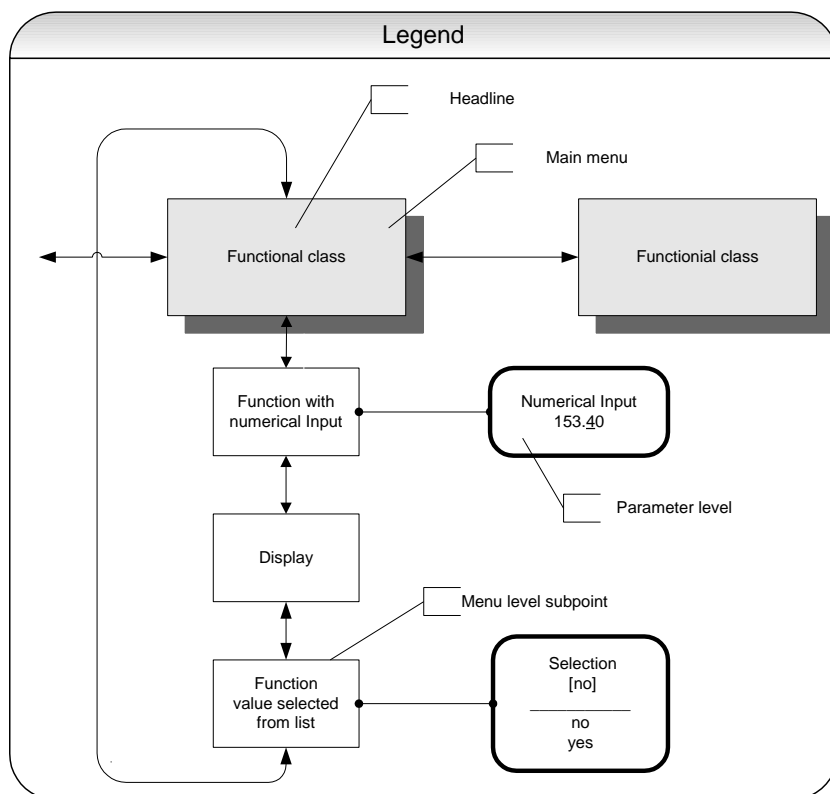 Legend
Headline
Main menu
Functional class
Functionial class
Function with
numerical Input
Numerical Input
153.40
Parameter level
Display
Menu level subpoint
Function
value selected
from list
Selection
[no]
___________
no
yes